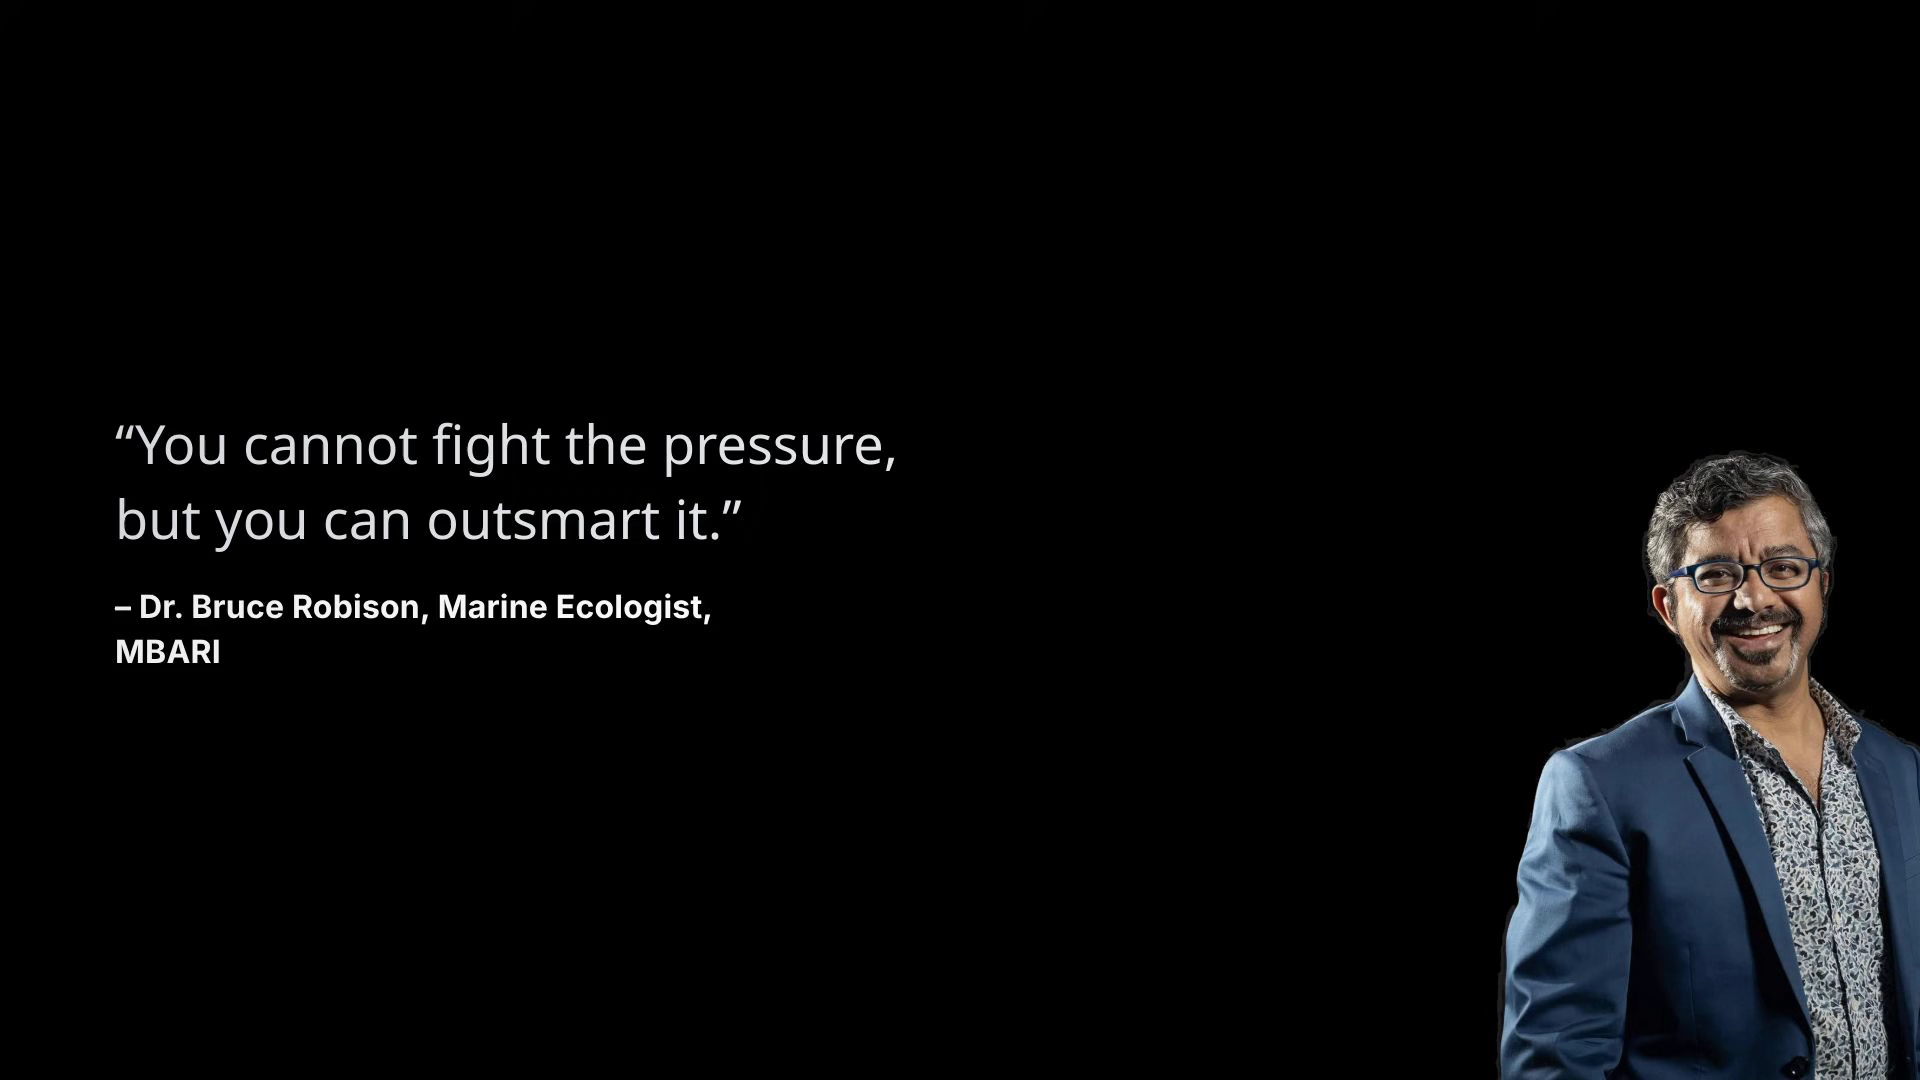 “You cannot fight the pressure,
but you can outsmart it.”
– Dr. Bruce Robison, Marine Ecologist,
MBARI